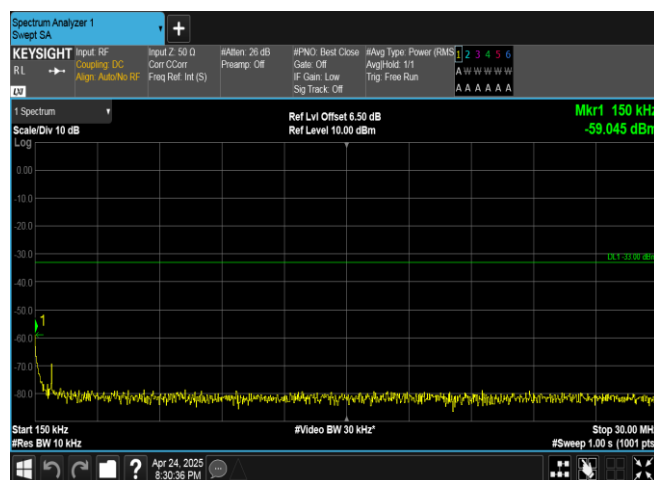 Spectrum Analyzer 1
Swept SA
+
KEYSIGHT Input: RF Input Z: 50 Ω #Atten: 26 dB #PNO: Best Close #Avg Type: Power (RMS 1 2 3 4 5 6
RL Coupling: DC Corr CCorr Preamp: Off Gate: Off Avg|Hold: 1/1 A W W W W W
Align: Auto/No RF Freq Ref: Int (S) IF Gain: Low Trig: Free Run
LXI Sig Track: Off A A A A A A
1 Spectrum Ref Lvl Offset 6.50 dB Mkr1 150 kHz
Scale/Div 10 dB Ref Level 10.00 dBm -59.045 dBm
Log
0.00
-10.0
-20.0
-30.0
DL1 -33.00 dBm
-40.0
-50.0
1
-60.0
-70.0
-80.0
Start 150 kHz #Video BW 30 kHz* Stop 30.00 MHz
#Res BW 10 kHz #Sweep 1.00 s (1001 pts
? Apr 24, 2025
8:30:36 PM